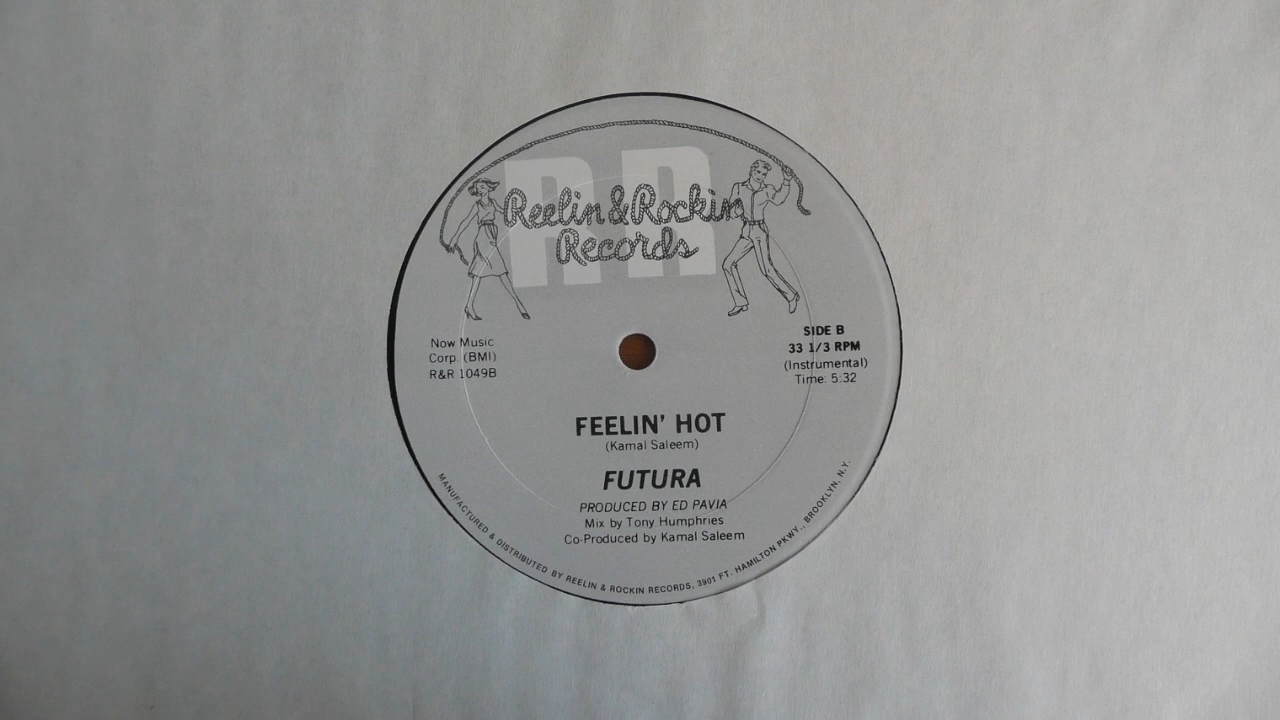 RR
Reelin & Rockin
Records
Now Music
Corp. (BMI)
R&R 1049B
SIDE B
33 1/3 RPM
(Instrumental)
Time: 5:32
FEELIN' HOT
(Kamal Saleem)
FUTURA
PRODUCED BY ED PAVIA
Mix by Tony Humphries
Co-Produced by Kamal Saleem
MANUFACTURED & DISTRIBUTED BY REELIN & ROCKIN RECORDS, 3901 FT. HAMILTON PKWY., BROOKLYN, N.Y.